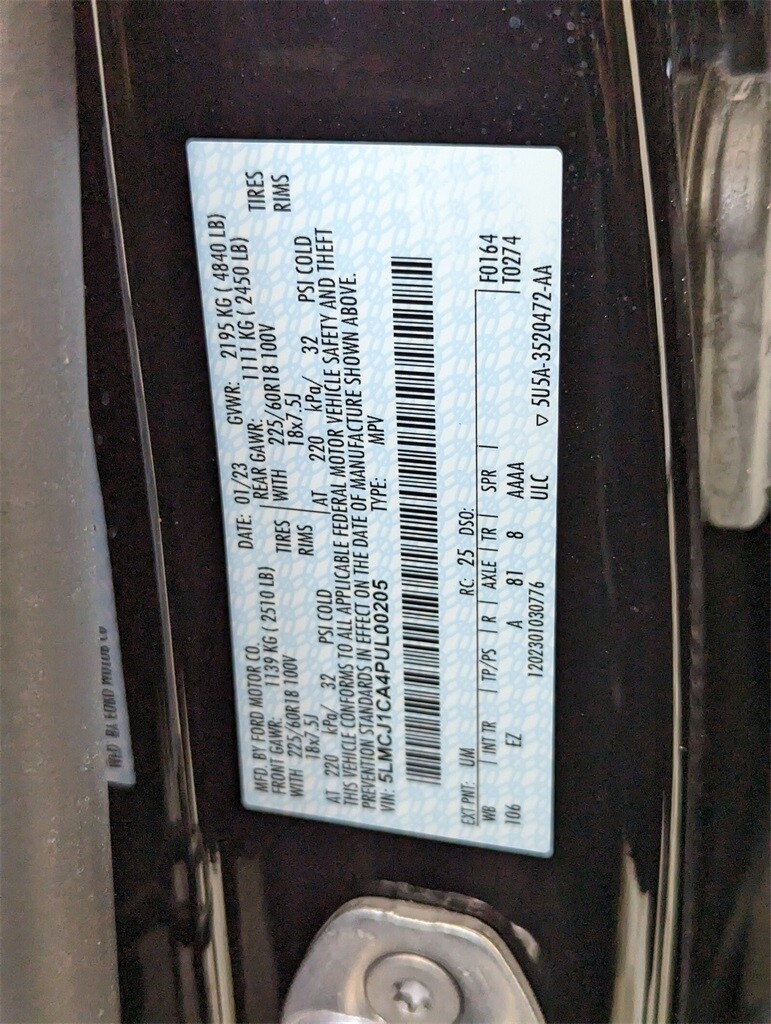 MFD. BY FORD MOTOR CO. DATE: 01/23 GVWR: 2195 KG ( 4840 LB)
FRONT GAWR: 1139 KG ( 2510 LB) REAR GAWR: 1111 KG ( 2450 LB)
WITH 225/60R18 100V TIRES WITH 225/60R18 100V TIRES
18x7.5J RIMS 18x7.5J RIMS
AT 220 kPa/ 32 PSI COLD AT 220 kPa/ 32 PSI COLD
THIS VEHICLE CONFORMS TO ALL APPLICABLE FEDERAL MOTOR VEHICLE SAFETY AND THEFT
PREVENTION STANDARDS IN EFFECT ON THE DATE OF MANUFACTURE SHOWN ABOVE.
VIN: 5LMCJ1CA4PUL00205 TYPE: MPV
F0164
EXT PNT: UM RC: 25 DSO: T0274
WB INT TR TP/PS R AXLE TR SPR
106 EZ A 81 8 AAAA
1202301030776 ULC ▽ 5U5A-3520472-AA